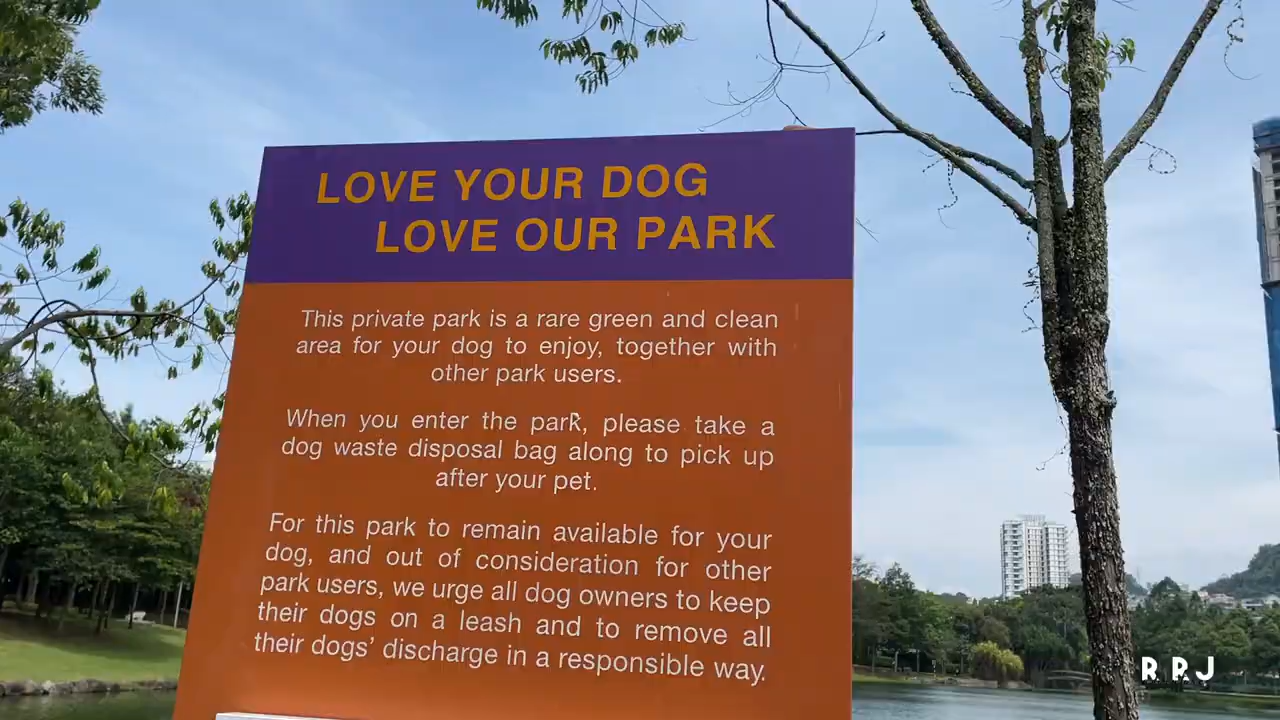 LOVE YOUR DOG
LOVE OUR PARK
This private park is a rare green and clean
area for your dog to enjoy, together with
other park users.
When you enter the park, please take a
dog waste disposal bag along to pick up
after your pet.
For this park to remain available for your
dog, and out of consideration for other
park users, we urge all dog owners to keep
their dogs on a leash and to remove all
their dogs’ discharge in a responsible way.
R RJ